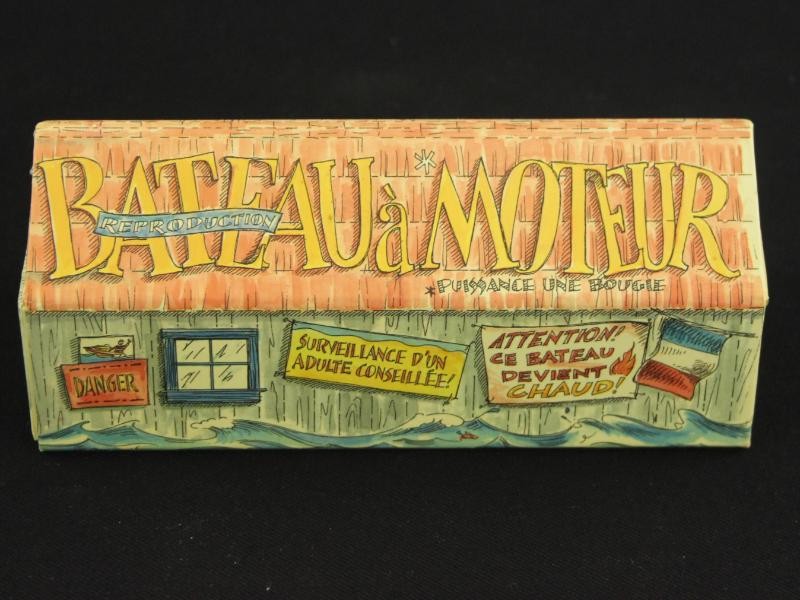 BATEAU à MOTEUR*
REPRODUCTION
*PUISSANCE UNE BOUGIE
DANGER
SURVEILLANCE D'UN
ADULTE CONSEILLÉE!
ATTENTION!
CE BATEAU
DEVIENT
CHAUD!